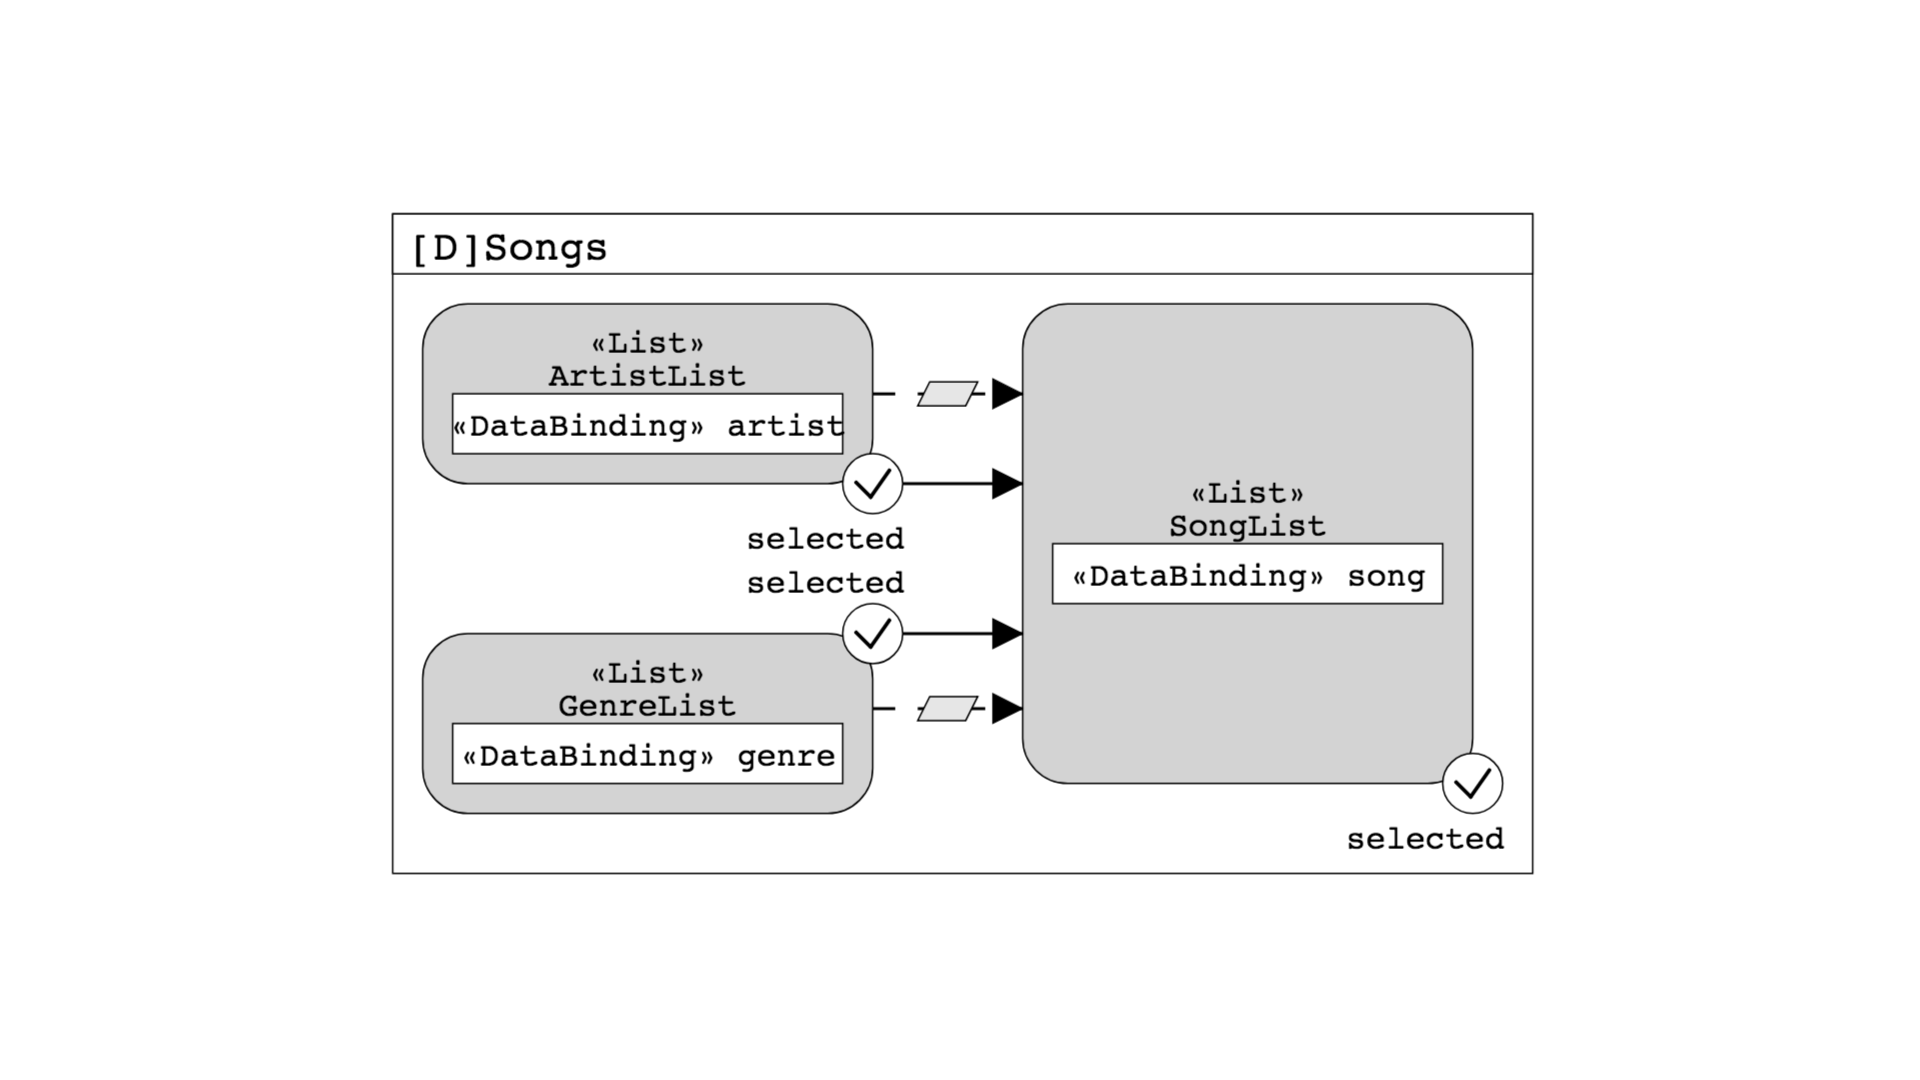 [D]Songs
«List»
ArtistList
«DataBinding» artist
selected
selected
«List»
GenreList
«DataBinding» genre
«List»
SongList
«DataBinding» song
selected